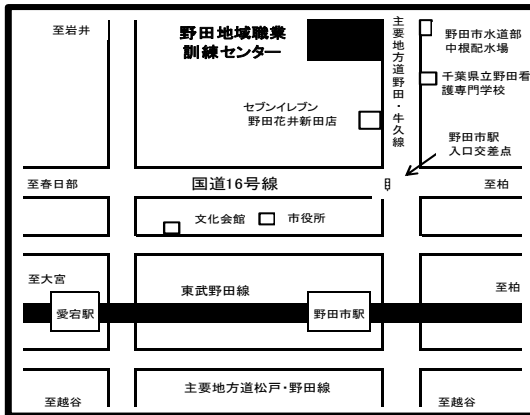 至岩井
野田地域職業
訓練センター
主要地方道野田・牛久線
野田市水道部
中根配水場
千葉県立野田看
護専門学校
セブンイレブン
野田花井新田店
野田市駅
入口交差点
至春日部
国道16号線
至柏
文化会館
市役所
至大宮
東武野田線
至柏
愛宕駅
野田市駅
主要地方道松戸・野田線
至越谷
至越谷